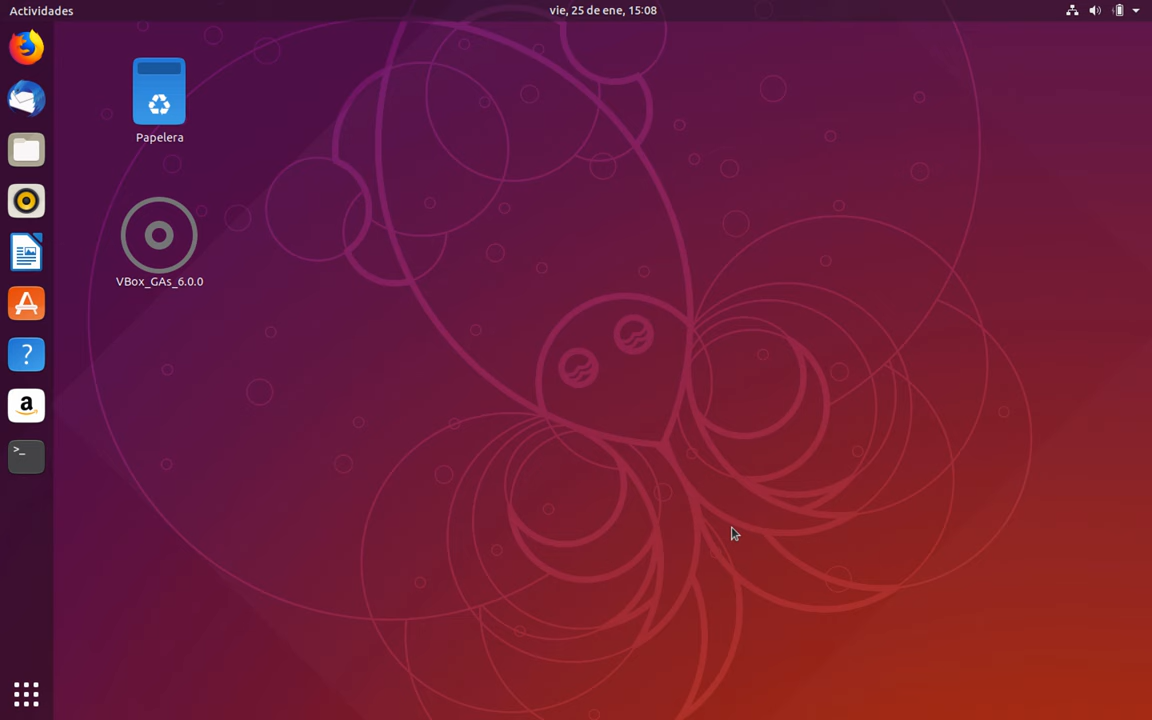 Actividades
vie, 25 de ene, 15:08
Papelera
VBox_GAs_6.0.0
?
a
>_